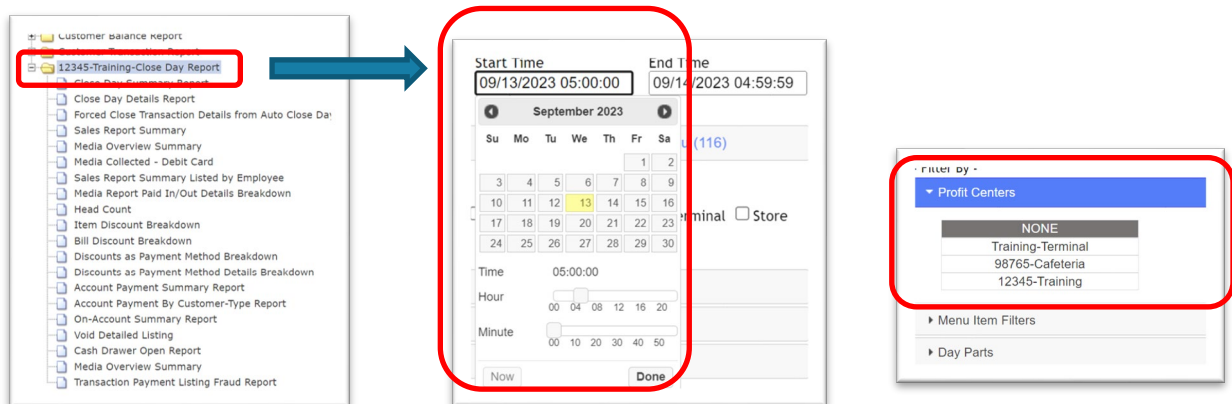 Customer Balance Report
Customer Transaction Report
12345-Training-Close Day Report
Close Day Summary Report
Close Day Details Report
Forced Close Transaction Details from Auto Close Day
Sales Report Summary
Media Overview Summary
Media Collected - Debit Card
Sales Report Summary Listed by Employee
Media Report Paid In/Out Details Breakdown
Head Count
Item Discount Breakdown
Bill Discount Breakdown
Discounts as Payment Method Breakdown
Discounts as Payment Method Details Breakdown
Account Payment Summary Report
Account Payment By Customer-Type Report
On-Account Summary Report
Void Detailed Listing
Cash Drawer Open Report
Media Overview Summary
Transaction Payment Listing Fraud Report
Start Time End Time
09/13/2023 05:00:00 09/14/2023 04:59:59
September 2023
Su Mo Tu We Th Fr Sa
u (116)
1 2
3 4 5 6 7 8 9
10 11 12 13 14 15 16
17 18 19 20 21 22 23
24 25 26 27 28 29 30
rminal Store
Time 05:00:00
Hour
00 04 08 12 16 20
Minute
00 10 20 30 40 50
Now Done
Filter By -
Profit Centers
NONE
Training-Terminal
98765-Cafeteria
12345-Training
Menu Item Filters
Day Parts